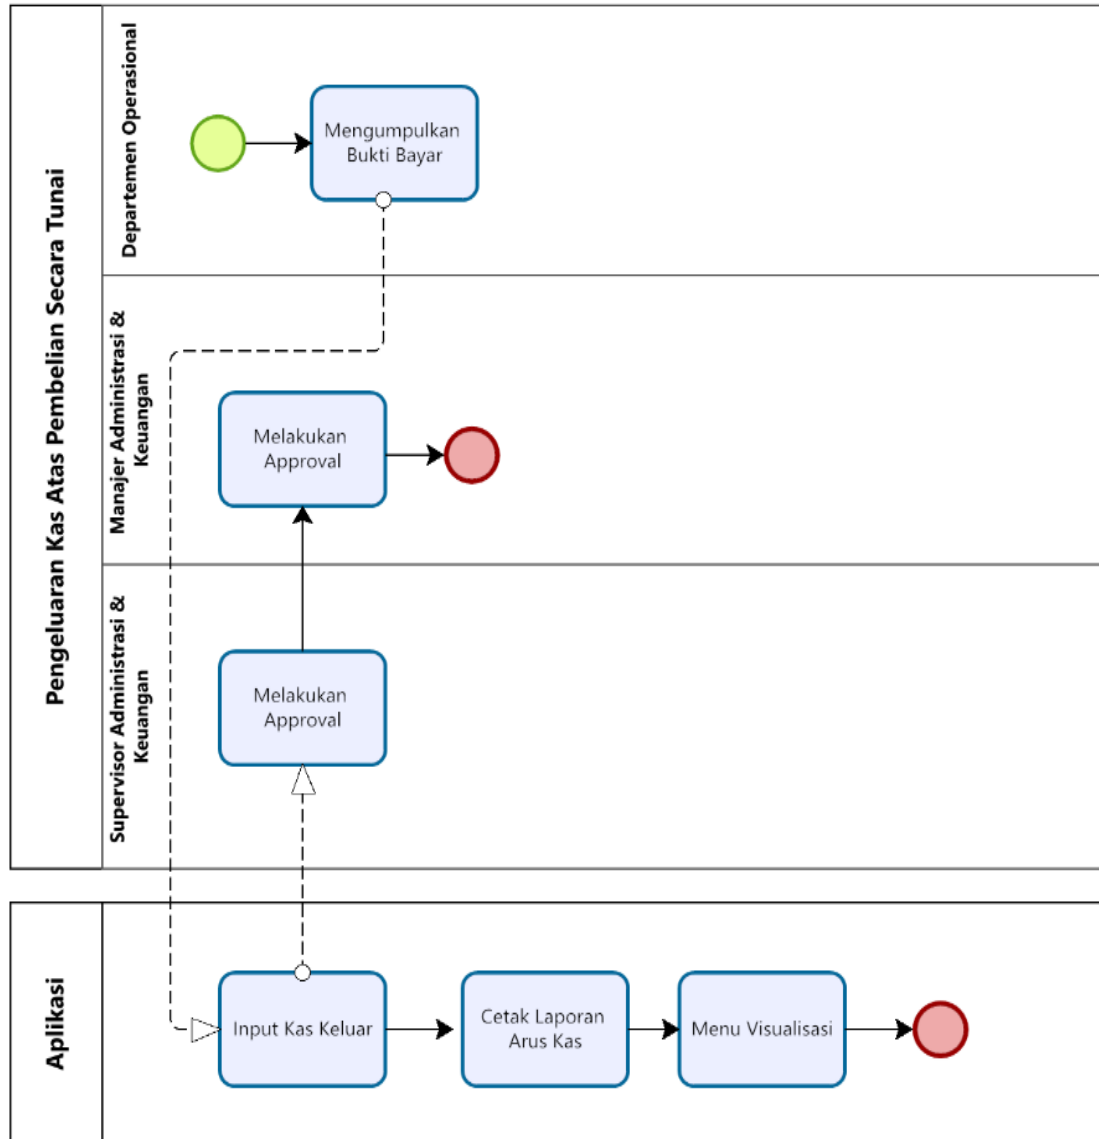 Pengeluaran Kas Atas Pembelian Secara Tunai
Departemen Operasional
Mengumpulkan
Bukti Bayar
Manajer Administrasi &
Keuangan
Melakukan
Approval
Supervisor Administrasi &
Keuangan
Melakukan
Approval
Aplikasi
Input Kas Keluar
Cetak Laporan
Arus Kas
Menu Visualisasi